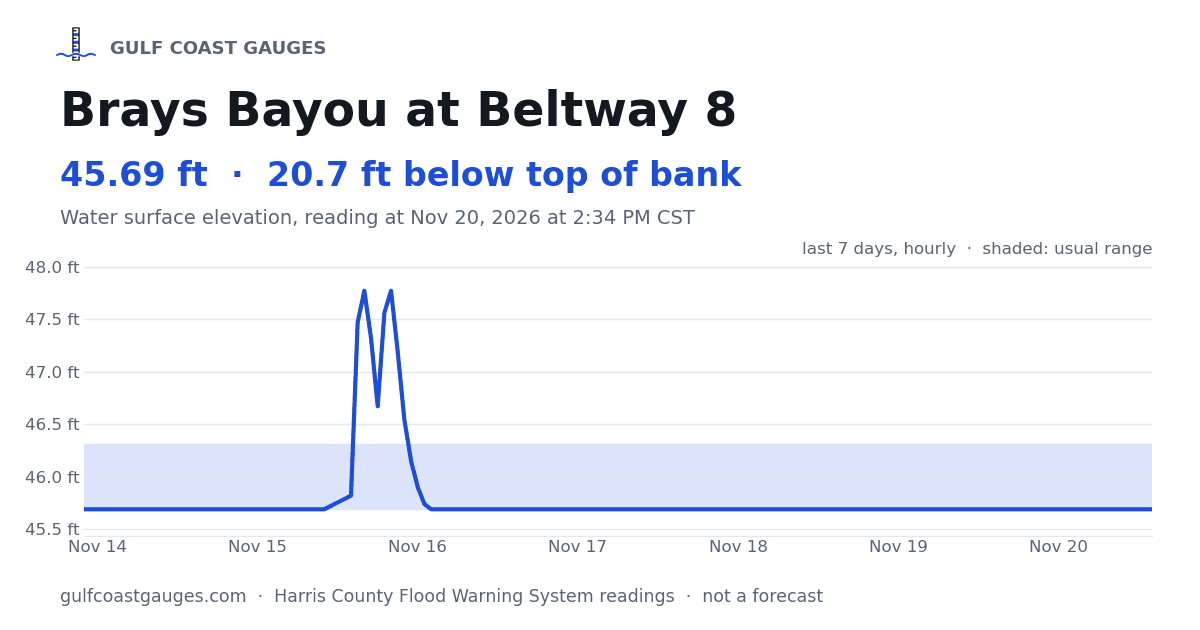 GULF COAST GAUGES
Brays Bayou at Beltway 8
45.69 ft · 20.7 ft below top of bank
Water surface elevation, reading at Nov 20, 2026 at 2:34 PM CST
last 7 days, hourly · shaded: usual range
48.0 ft
47.5 ft
47.0 ft
46.5 ft
46.0 ft
45.5 ft
Nov 14 Nov 15 Nov 16 Nov 17 Nov 18 Nov 19 Nov 20
gulfcoastgauges.com · Harris County Flood Warning System readings · not a forecast